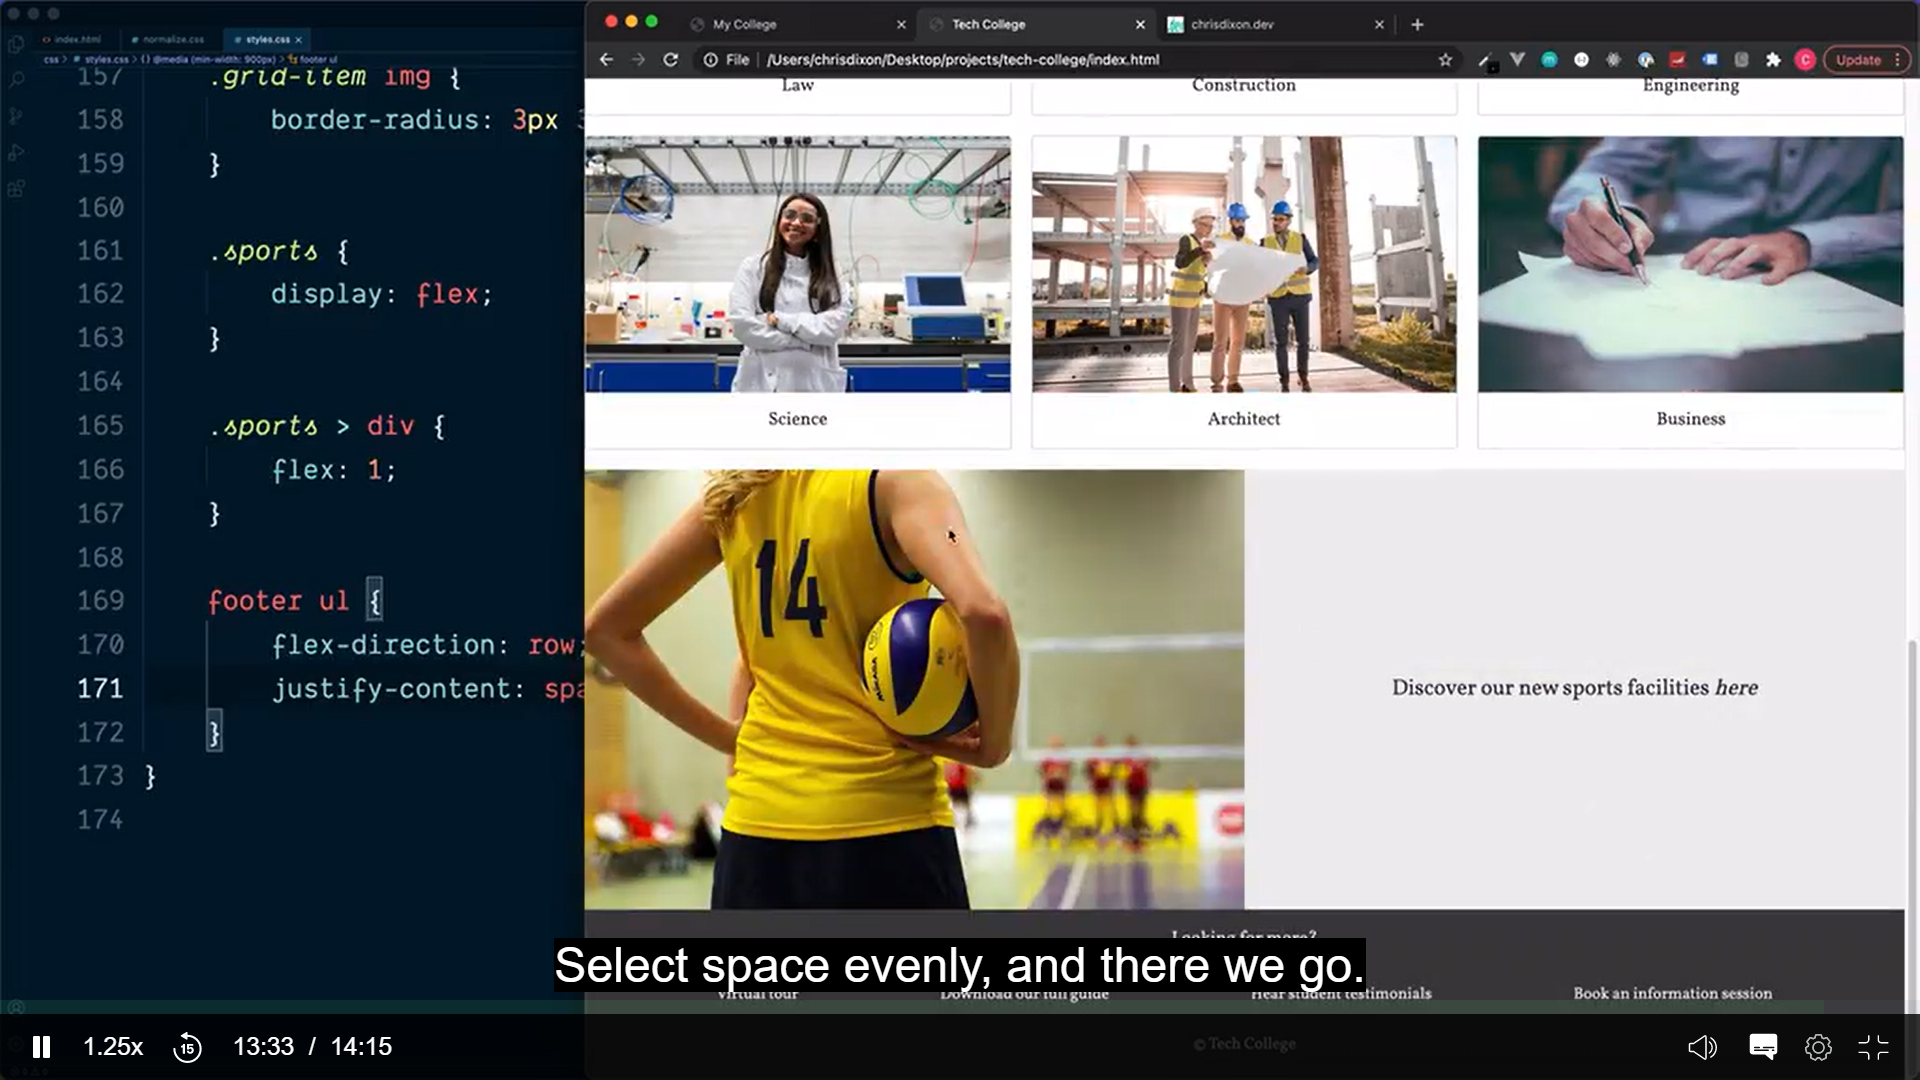 My College
Tech College
chrisdixon.dev
index.html
normalize.css
styles.css
css > styles.css > {} @media (min-width: 900px) > footer ul
File /Users/chrisdixon/Desktop/projects/tech-college/index.html
C
Update
157 .grid-item img {
158 border-radius: 3px 3
159 }
160
161 .sports {
162 display: flex;
163 }
164
165 .sports > div {
166 flex: 1;
167 }
168
169 footer ul {
170 flex-direction: row;
171 justify-content: spa
172 }
173 }
174
Law
Construction
Engineering
Science
Architect
Business
14
MIKASA
Discover our new sports facilities here
Looking for more?
Select space evenly, and there we go.
Virtual tour
Download our full guide
Hear student testimonials
Book an information session
© Tech College
1.25x
15
13:33 / 14:15